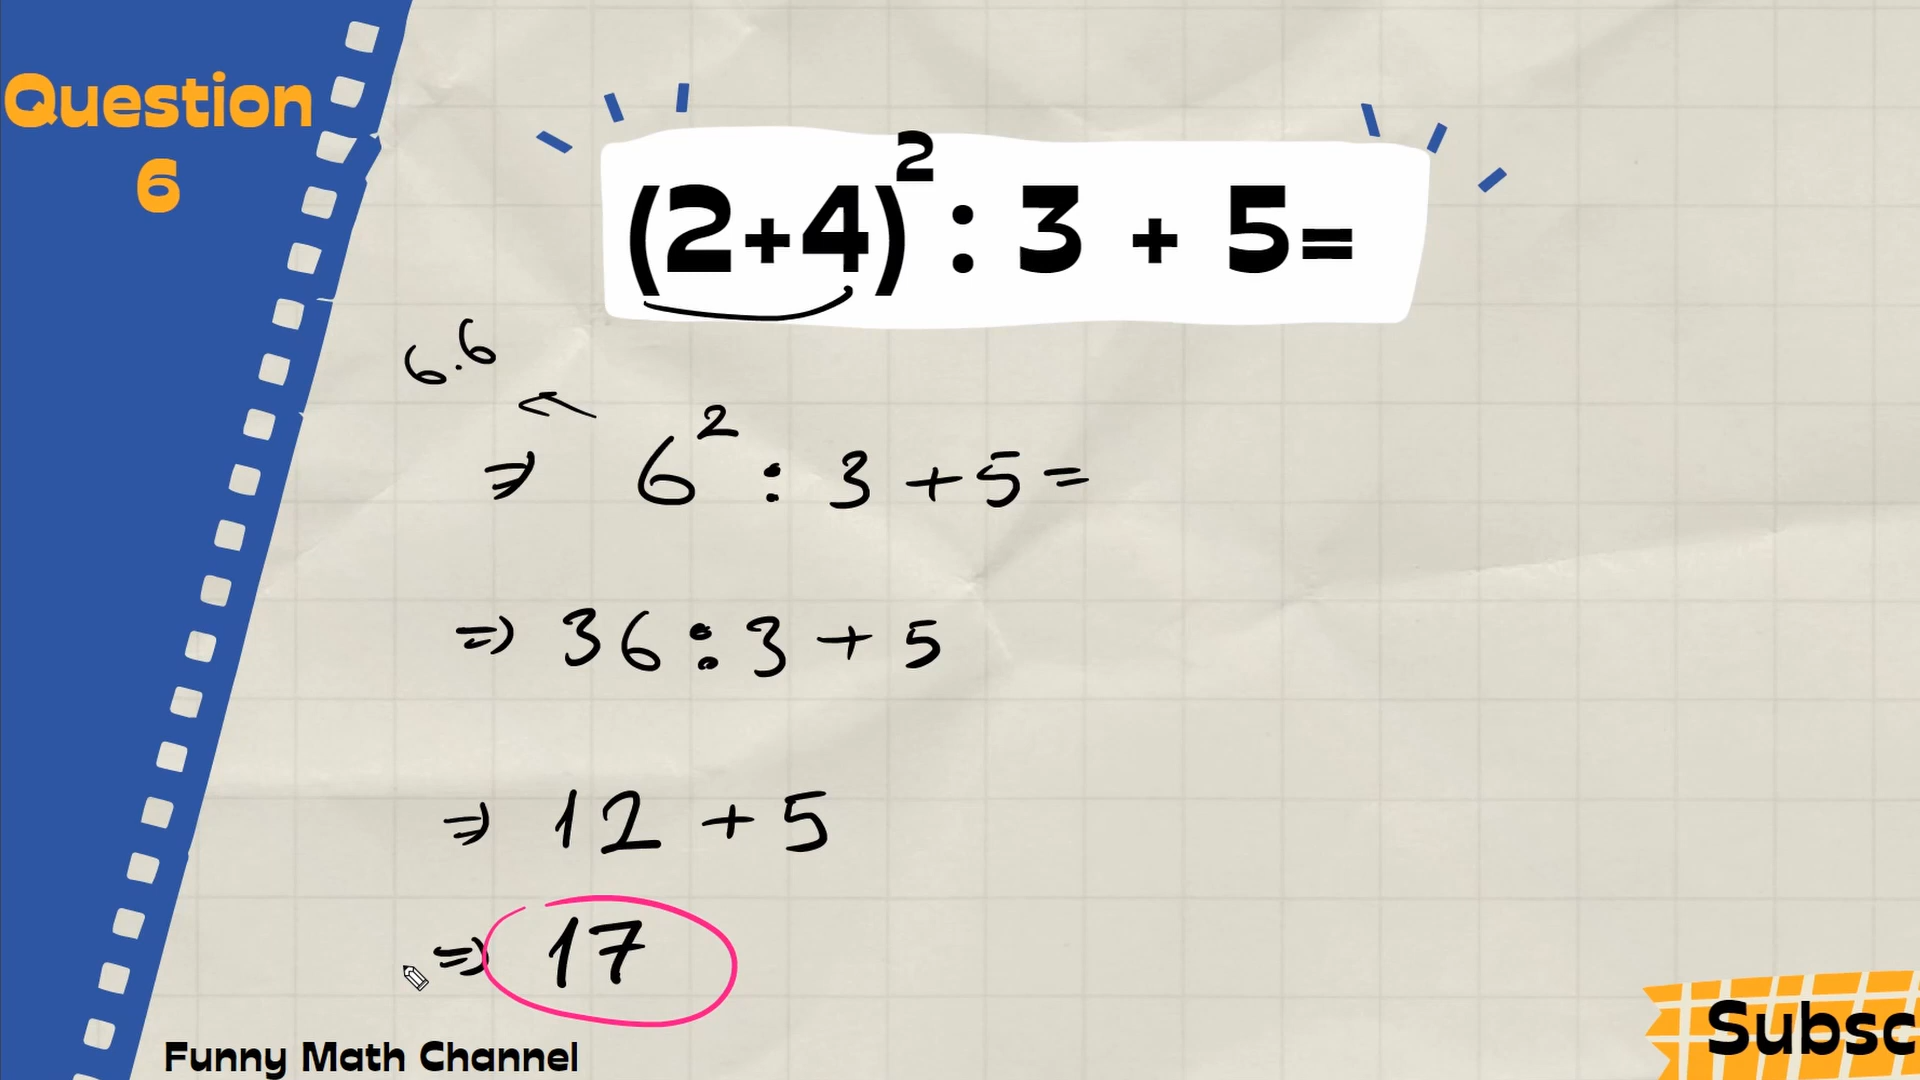 Question
6
(2+4)² : 3 + 5=
6.6
⇒ 6² : 3 + 5 =
⇒ 36 : 3 + 5
⇒ 12 + 5
⇒ 17
Funny Math Channel
Subsc